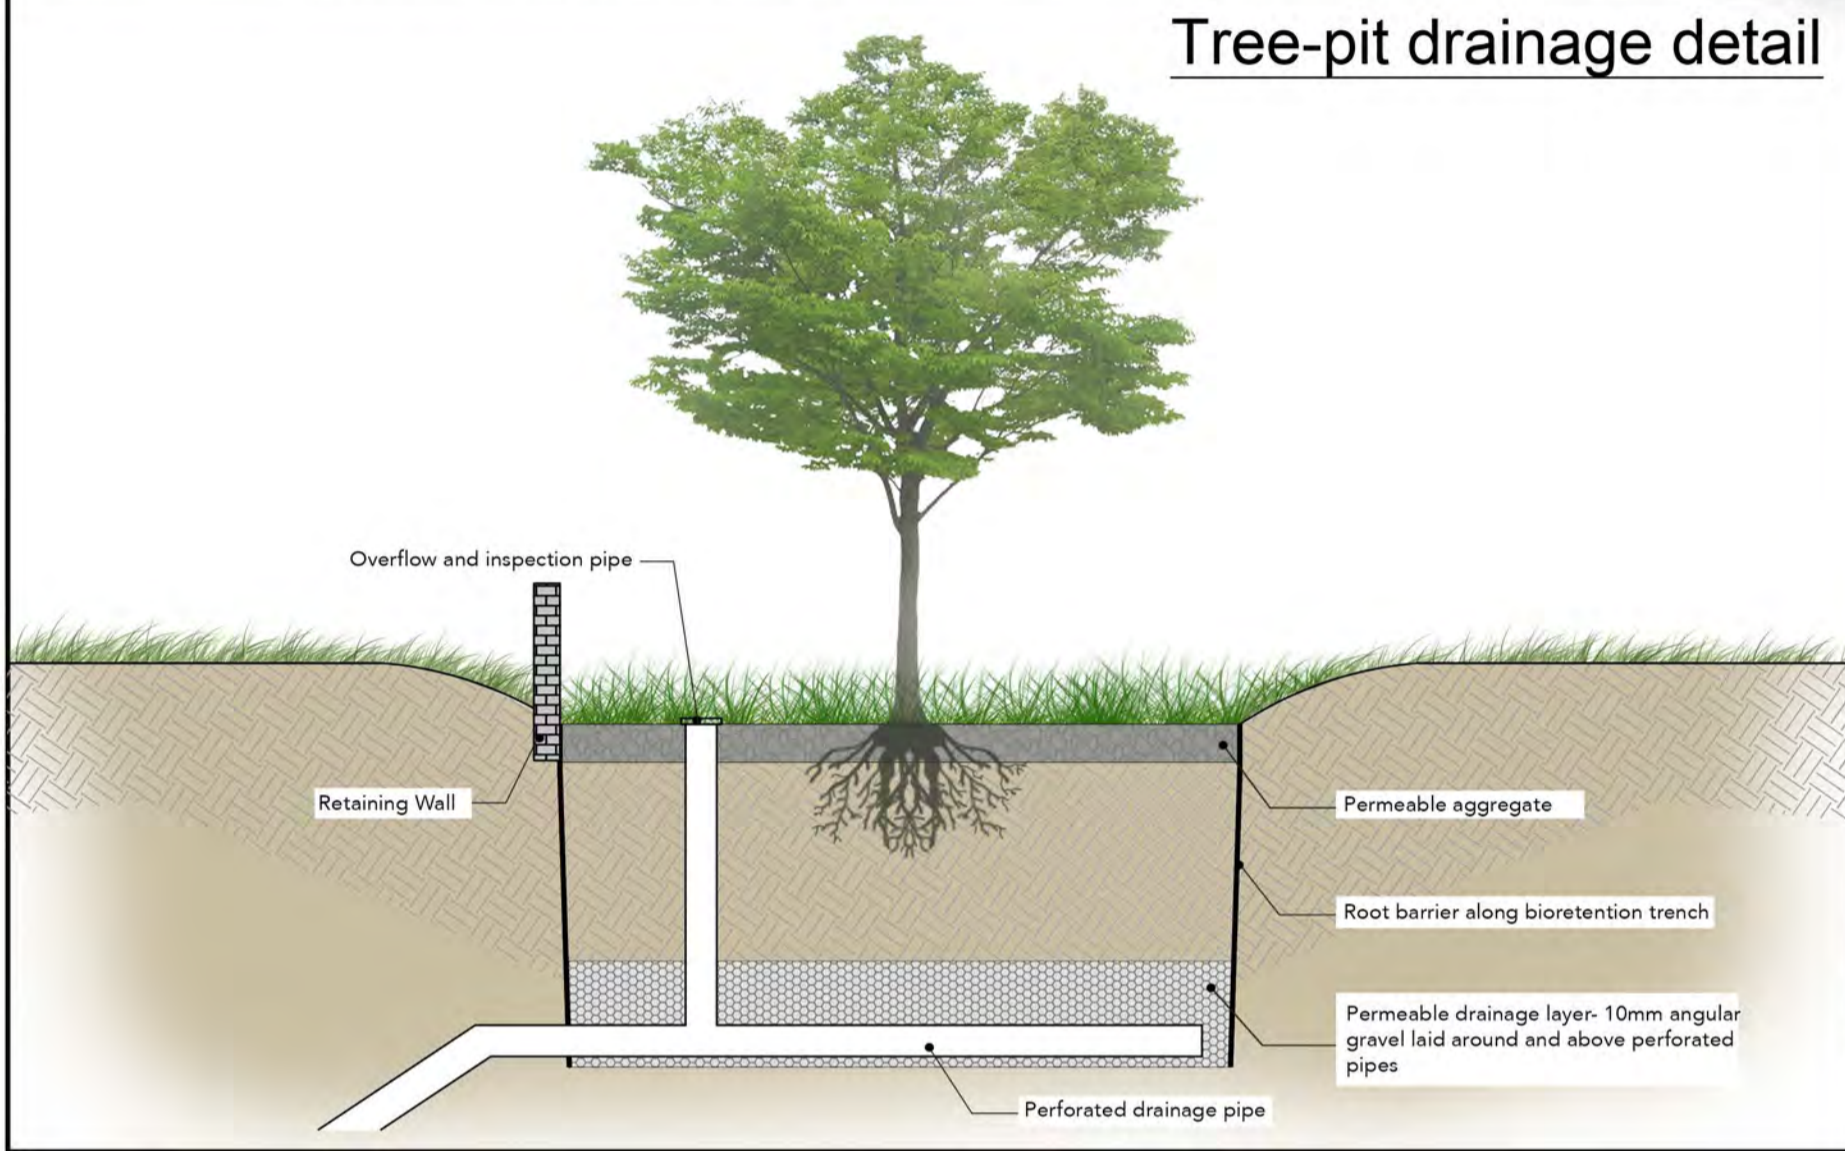 Tree-pit drainage detail
Overflow and inspection pipe
Retaining Wall
Permeable aggregate
Root barrier along bioretention trench
Permeable drainage layer- 10mm angular
gravel laid around and above perforated
pipes
Perforated drainage pipe